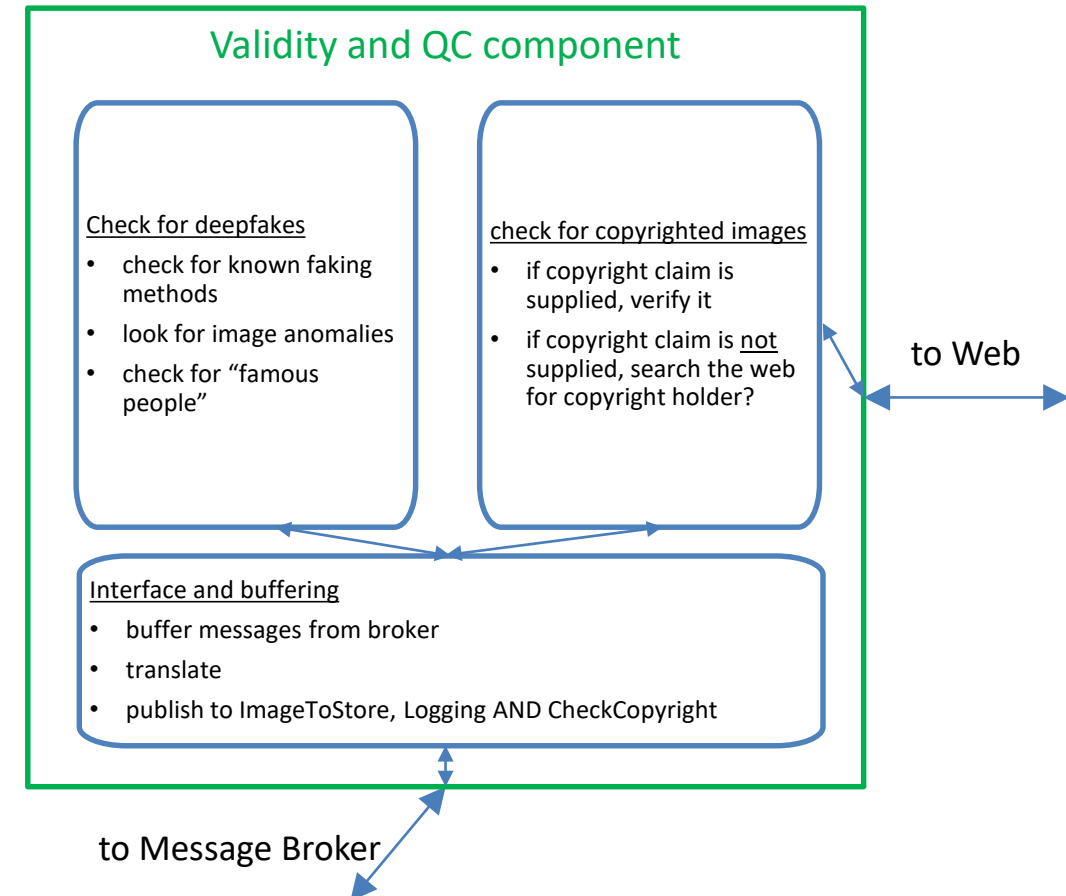 Validity and QC component
Check for deepfakes
• check for known faking
methods
• look for image anomalies
• check for “famous
people”
check for copyrighted images
• if copyright claim is
supplied, verify it
• if copyright claim is not
supplied, search the web
for copyright holder?
to Web
Interface and buffering
• buffer messages from broker
• translate
• publish to ImageToStore, Logging AND CheckCopyright
to Message Broker